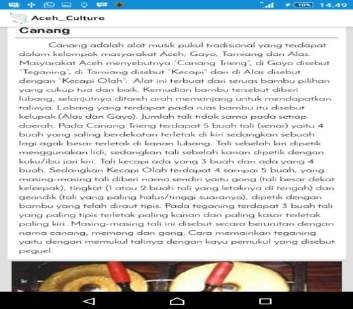 10% 14.49
Aceh_Culture
Canang
Canang adalah alat musik pukul tradisional yang terdapat
dalam kelompok masyarakat Aceh, Gayo, Tamiang dan Alas.
Masyarakat Aceh menyebutnya "Canang Trieng", di Gayo disebut
"Teganing", di Tamiang disebut "Kecapi" dan di Alas disebut
dengan "Kecapi Olah". Alat ini terbuat dari seruas bambu pilihan
yang cukup tua dan baik. Kemudian bambu tersebut diberi
lubang, selanjutnya ditoreh arah memanjang untuk mendapatkan
talinya. Lobang yang terdapat pada ruas bambu itu disebut
kelupak (Alas dan Gayo). Jumlah tali tidak sama pada setiap
daerah. Pada Canang Trieng terdapat 5 buah tali (senar) yaitu 4
buah yang saling berdekatan terletak di kiri sedangkan sebuah
lagi agak besar terletak di kanan lubang. Tali sebelah kiri dipetik
menggunakan lidi, sedangkan tali sebelah kanan dipetik dengan
kuku/ibu jari kiri. Tali kecapi ada yang 3 buah dan ada yang 4
buah. Sedangkan Kecapi Olah terdapat 4 sampai 5 buah, yang
masing-masing tali diberi nama sendiri yaitu gong (tali besar dekat
keleepak), tingkat (1 atau 2 buah tali yang letaknya di tengah) dan
gerindik (tali yang paling halus/tinggi suaranya), dipetik dengan
bambu yang telah diraut tipis. Pada teganing terdapat 3 buah tali
yang paling tipis terletak paling kanan dan paling kasar terletak
paling kiri. Masing-masing tali ini disebut secara berurutan dengan
nama canang, memong dan gong. Cara memainkan teganing
yaitu dengan memukul talinya dengan kayu pemukul yang disebut
peguel.